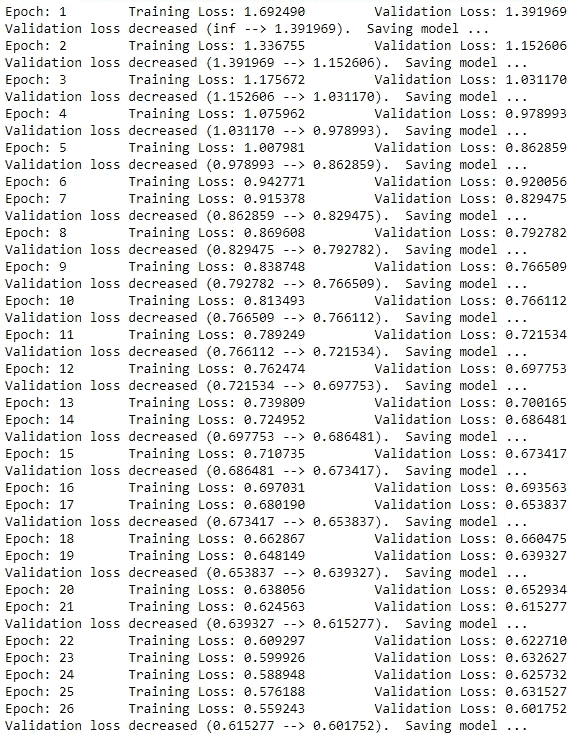 Epoch: 1 Training Loss: 1.692490 Validation Loss: 1.391969
Validation loss decreased (inf --> 1.391969). Saving model ...
Epoch: 2 Training Loss: 1.336755 Validation Loss: 1.152606
Validation loss decreased (1.391969 --> 1.152606). Saving model ...
Epoch: 3 Training Loss: 1.175672 Validation Loss: 1.031170
Validation loss decreased (1.152606 --> 1.031170). Saving model ...
Epoch: 4 Training Loss: 1.075962 Validation Loss: 0.978993
Validation loss decreased (1.031170 --> 0.978993). Saving model ...
Epoch: 5 Training Loss: 1.007981 Validation Loss: 0.862859
Validation loss decreased (0.978993 --> 0.862859). Saving model ...
Epoch: 6 Training Loss: 0.942771 Validation Loss: 0.920056
Epoch: 7 Training Loss: 0.915378 Validation Loss: 0.829475
Validation loss decreased (0.862859 --> 0.829475). Saving model ...
Epoch: 8 Training Loss: 0.869608 Validation Loss: 0.792782
Validation loss decreased (0.829475 --> 0.792782). Saving model ...
Epoch: 9 Training Loss: 0.838748 Validation Loss: 0.766509
Validation loss decreased (0.792782 --> 0.766509). Saving model ...
Epoch: 10 Training Loss: 0.813493 Validation Loss: 0.766112
Validation loss decreased (0.766509 --> 0.766112). Saving model ...
Epoch: 11 Training Loss: 0.789249 Validation Loss: 0.721534
Validation loss decreased (0.766112 --> 0.721534). Saving model ...
Epoch: 12 Training Loss: 0.762474 Validation Loss: 0.697753
Validation loss decreased (0.721534 --> 0.697753). Saving model ...
Epoch: 13 Training Loss: 0.739809 Validation Loss: 0.700165
Epoch: 14 Training Loss: 0.724952 Validation Loss: 0.686481
Validation loss decreased (0.697753 --> 0.686481). Saving model ...
Epoch: 15 Training Loss: 0.710735 Validation Loss: 0.673417
Validation loss decreased (0.686481 --> 0.673417). Saving model ...
Epoch: 16 Training Loss: 0.697031 Validation Loss: 0.693563
Epoch: 17 Training Loss: 0.680190 Validation Loss: 0.653837
Validation loss decreased (0.673417 --> 0.653837). Saving model ...
Epoch: 18 Training Loss: 0.662867 Validation Loss: 0.660475
Epoch: 19 Training Loss: 0.648149 Validation Loss: 0.639327
Validation loss decreased (0.653837 --> 0.639327). Saving model ...
Epoch: 20 Training Loss: 0.638056 Validation Loss: 0.652934
Epoch: 21 Training Loss: 0.624563 Validation Loss: 0.615277
Validation loss decreased (0.639327 --> 0.615277). Saving model ...
Epoch: 22 Training Loss: 0.609297 Validation Loss: 0.622710
Epoch: 23 Training Loss: 0.599926 Validation Loss: 0.632627
Epoch: 24 Training Loss: 0.588948 Validation Loss: 0.625732
Epoch: 25 Training Loss: 0.576188 Validation Loss: 0.631527
Epoch: 26 Training Loss: 0.559243 Validation Loss: 0.601752
Validation loss decreased (0.615277 --> 0.601752). Saving model ...